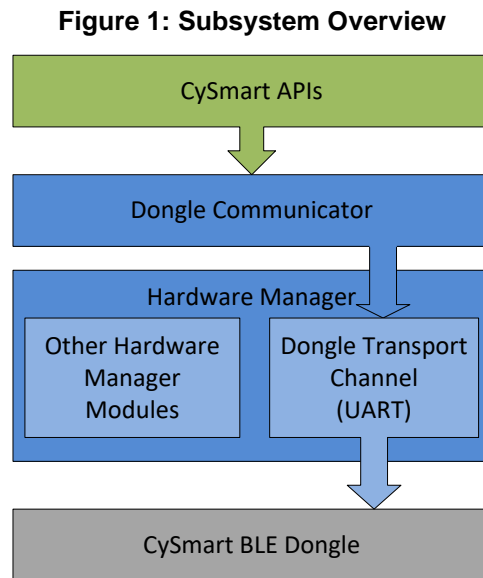 Figure 1: Subsystem Overview
CySmart APIs
Dongle Communicator
Hardware Manager
Other Hardware
Manager
Modules
Dongle Transport
Channel
(UART)
CySmart BLE Dongle